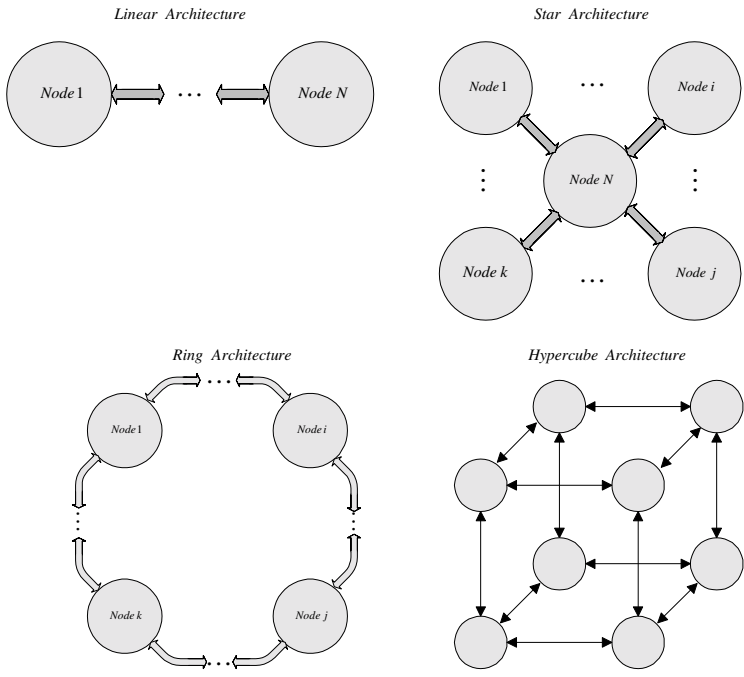 Linear Architecture
Star Architecture
Node 1
...
Node N
Node 1
...
Node i
Node N
Node k
...
Node j
Ring Architecture
Hypercube Architecture
...
Node 1
Node i
Node k
Node j
...